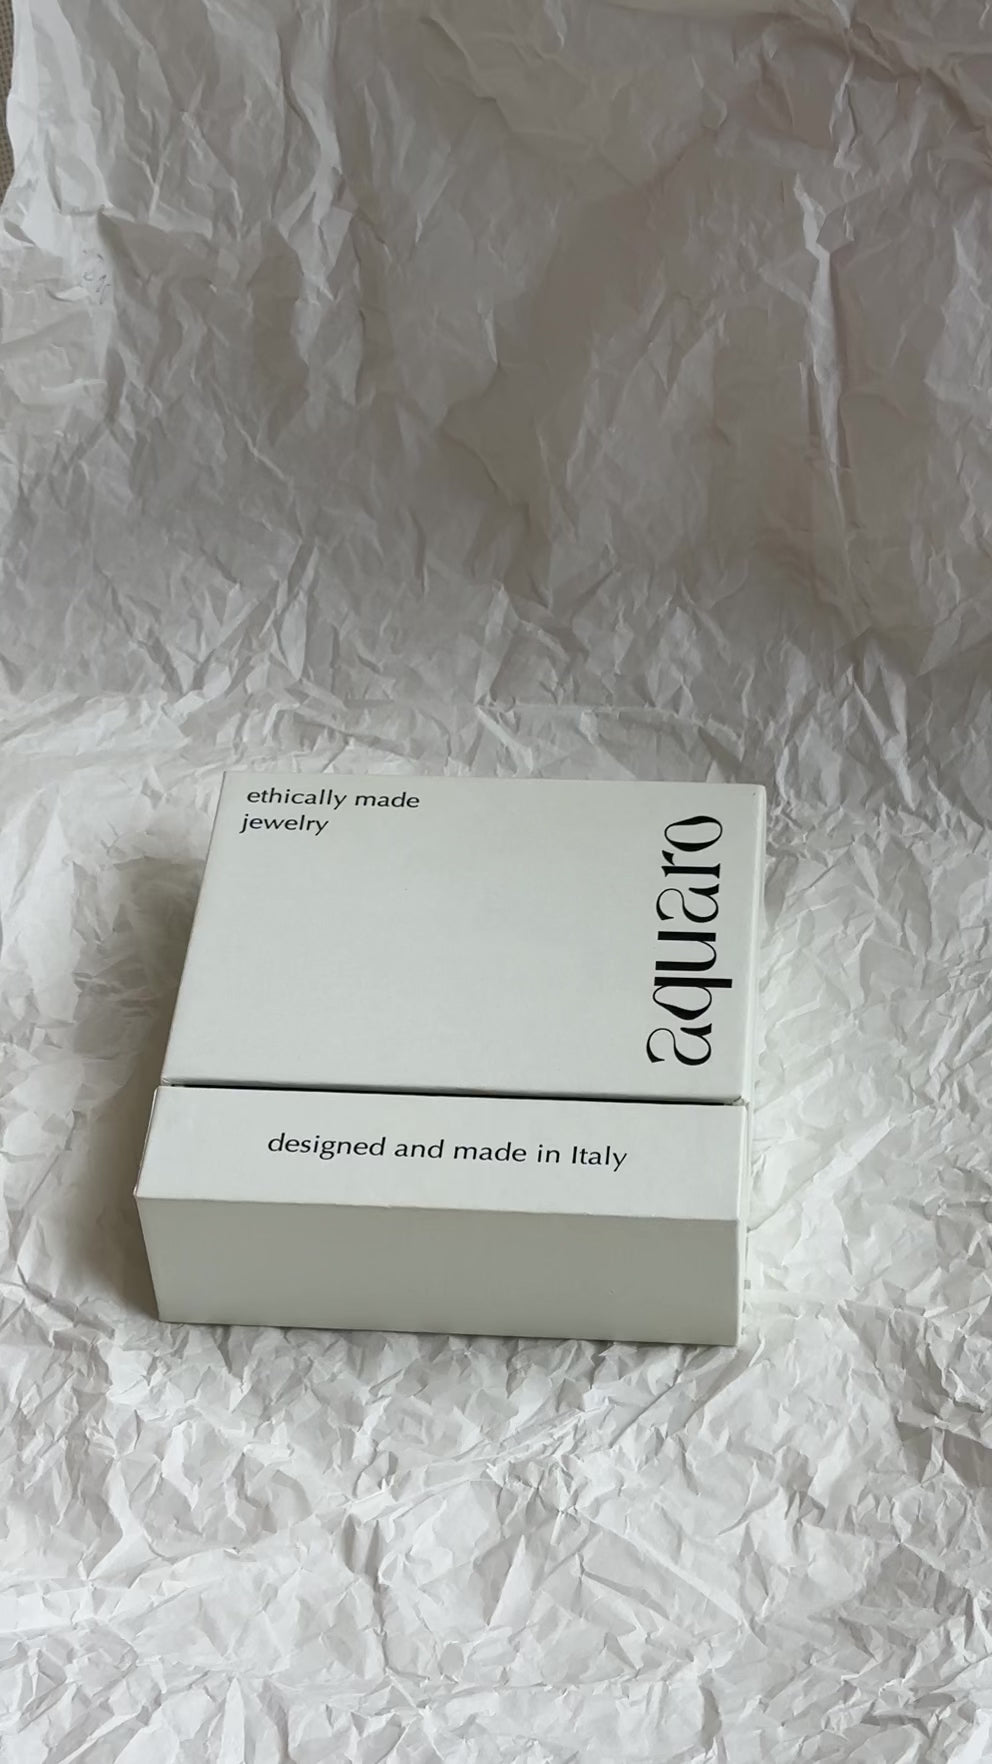 ethically made
jewelry
aquaro
designed and made in Italy